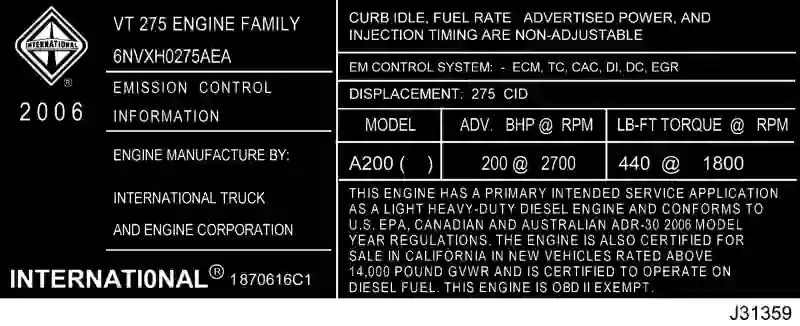 INTERNATIONAL
®
2006
VT 275 ENGINE FAMILY
6NVXH0275AEA
EMISSION CONTROL
INFORMATION
ENGINE MANUFACTURE BY:
INTERNATIONAL TRUCK
AND ENGINE CORPORATION
INTERNATIONAL® 1870616C1
CURB IDLE, FUEL RATE ADVERTISED POWER, AND
INJECTION TIMING ARE NON-ADJUSTABLE
EM CONTROL SYSTEM: - ECM, TC, CAC, DI, DC, EGR
DISPLACEMENT: 275 CID
MODEL ADV. BHP @ RPM LB-FT TORQUE @ RPM
A200 ( ) 200 @ 2700 440 @ 1800
THIS ENGINE HAS A PRIMARY INTENDED SERVICE APPLICATION
AS A LIGHT HEAVY-DUTY DIESEL ENGINE AND CONFORMS TO
U.S. EPA, CANADIAN AND AUSTRALIAN ADR-30 2006 MODEL
YEAR REGULATIONS. THE ENGINE IS ALSO CERTIFIED FOR
SALE IN CALIFORNIA IN NEW VEHICLES RATED ABOVE
14,000 POUND GVWR AND IS CERTIFIED TO OPERATE ON
DIESEL FUEL. THIS ENGINE IS OBD II EXEMPT.
J31359